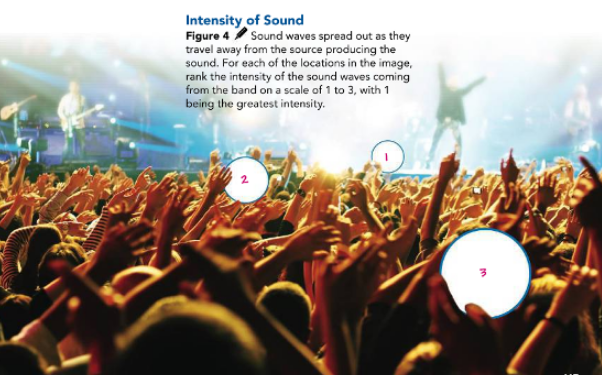 Intensity of Sound
Figure 4 Sound waves spread out as they
travel away from the source producing the
sound. For each of the locations in the image,
rank the intensity of the sound waves coming
from the band on a scale of 1 to 3, with 1
being the greatest intensity.
1
2
3